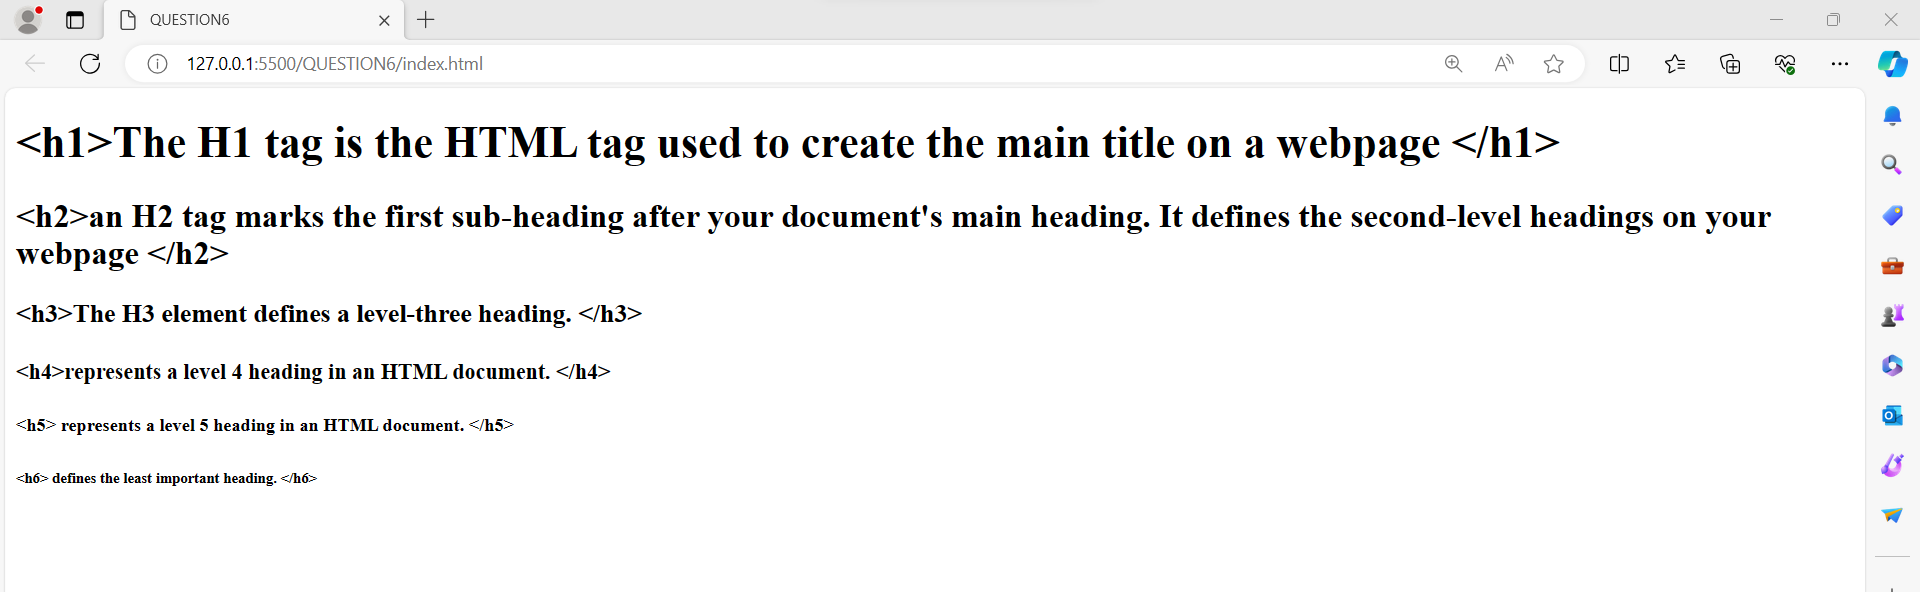 QUESTION6
127.0.0.1:5500/QUESTION6/index.html
<h1>The H1 tag is the HTML tag used to create the main title on a webpage </h1>
<h2>an H2 tag marks the first sub-heading after your document's main heading. It defines the second-level headings on your
webpage </h2>
<h3>The H3 element defines a level-three heading. </h3>
<h4>represents a level 4 heading in an HTML document. </h4>
<h5> represents a level 5 heading in an HTML document. </h5>
<h6> defines the least important heading. </h6>